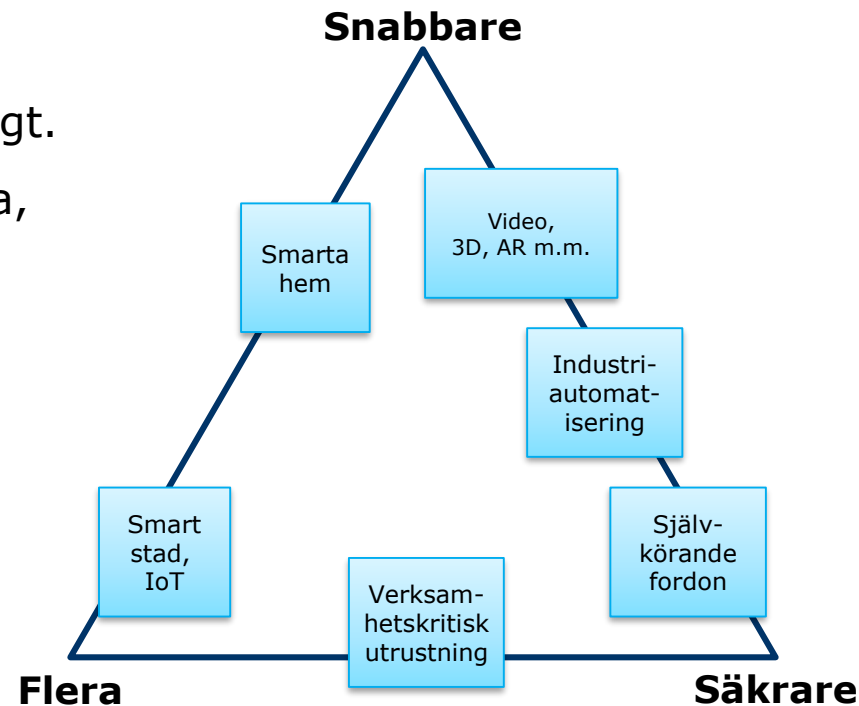 Snabbare
gt.
a,
Video,
3D, AR m.m.
Smarta
hem
Industri-
automat-
isering
Smart
stad,
IoT
Själv-
körande
fordon
Verksam-
hetskritisk
utrustning
Flera
Säkrare